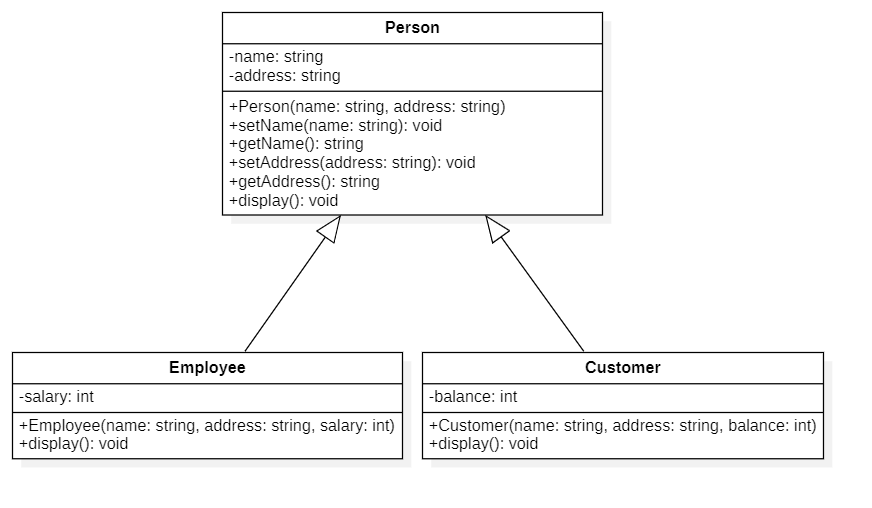 Person
-name: string
-address: string
+Person(name: string, address: string)
+setName(name: string): void
+getName(): string
+setAddress(address: string): void
+getAddress(): string
+display(): void
Employee
-salary: int
+Employee(name: string, address: string, salary: int)
+display(): void
Customer
-balance: int
+Customer(name: string, address: string, balance: int)
+display(): void